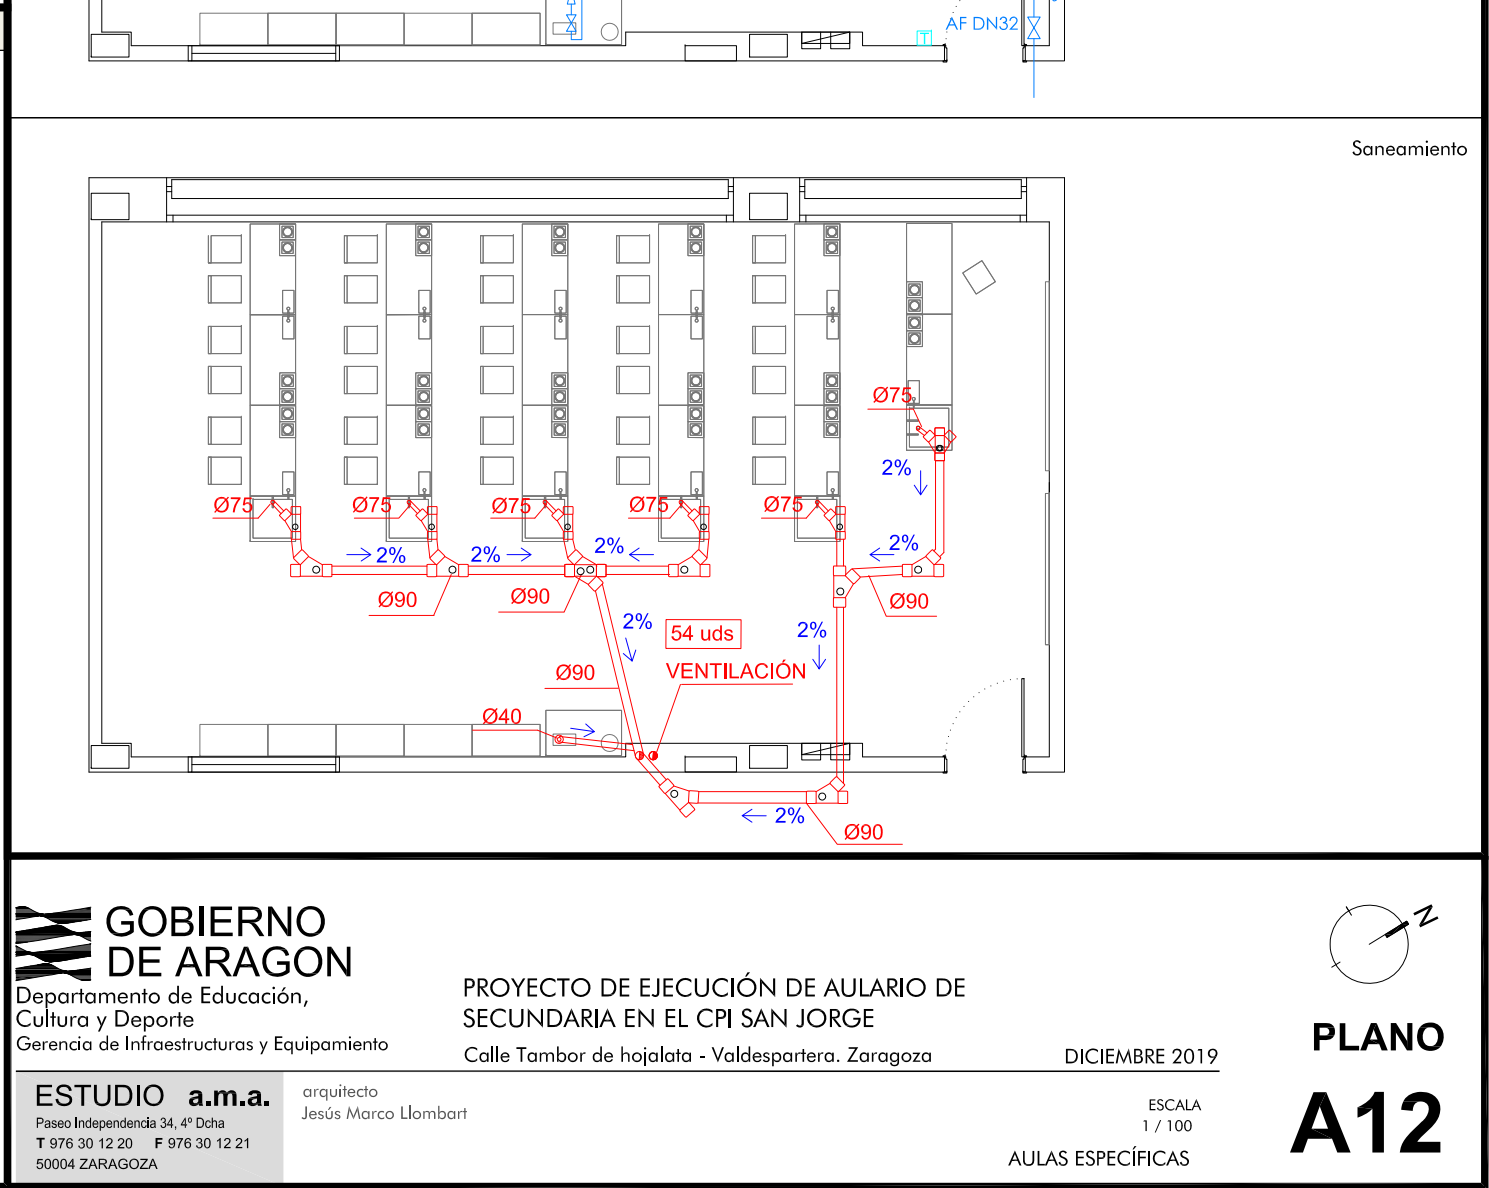 AF DN32
T
Saneamiento
Ø75
2%
Ø75
Ø75
Ø75
Ø75
Ø75
2%
2%
2%
2%
Ø90
Ø90
Ø90
2%
54 uds
2%
VENTILACIÓN
Ø90
Ø40
2%
Ø90
GOBIERNO
DE ARAGON
Departamento de Educación,
Cultura y Deporte
Gerencia de Infraestructuras y Equipamiento
PROYECTO DE EJECUCIÓN DE AULARIO DE
SECUNDARIA EN EL CPI SAN JORGE
Calle Tambor de hojalata - Valdespartera. Zaragoza
DICIEMBRE 2019
N
PLANO
A12
ESTUDIO a.m.a.
Paseo Independencia 34, 4º Dcha
T 976 30 12 20 F 976 30 12 21
50004 ZARAGOZA
arquitecto
Jesús Marco Llombart
ESCALA
1 / 100
AULAS ESPECÍFICAS